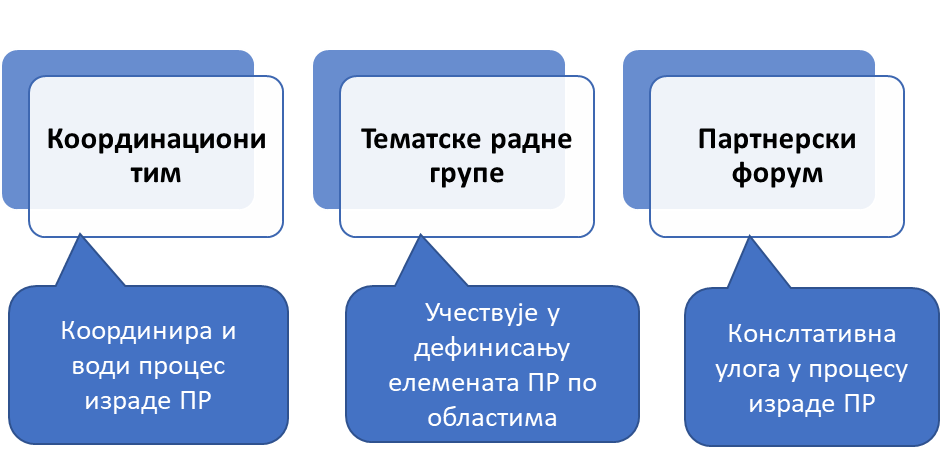 Координациони
тим
Тематске радне
групе
Партнерски
форум
Координира и
води процес
израде ПР
Учествује у
дефинисању
елемената ПР по
областима
Конслтативна
улога у процесу
израде ПР